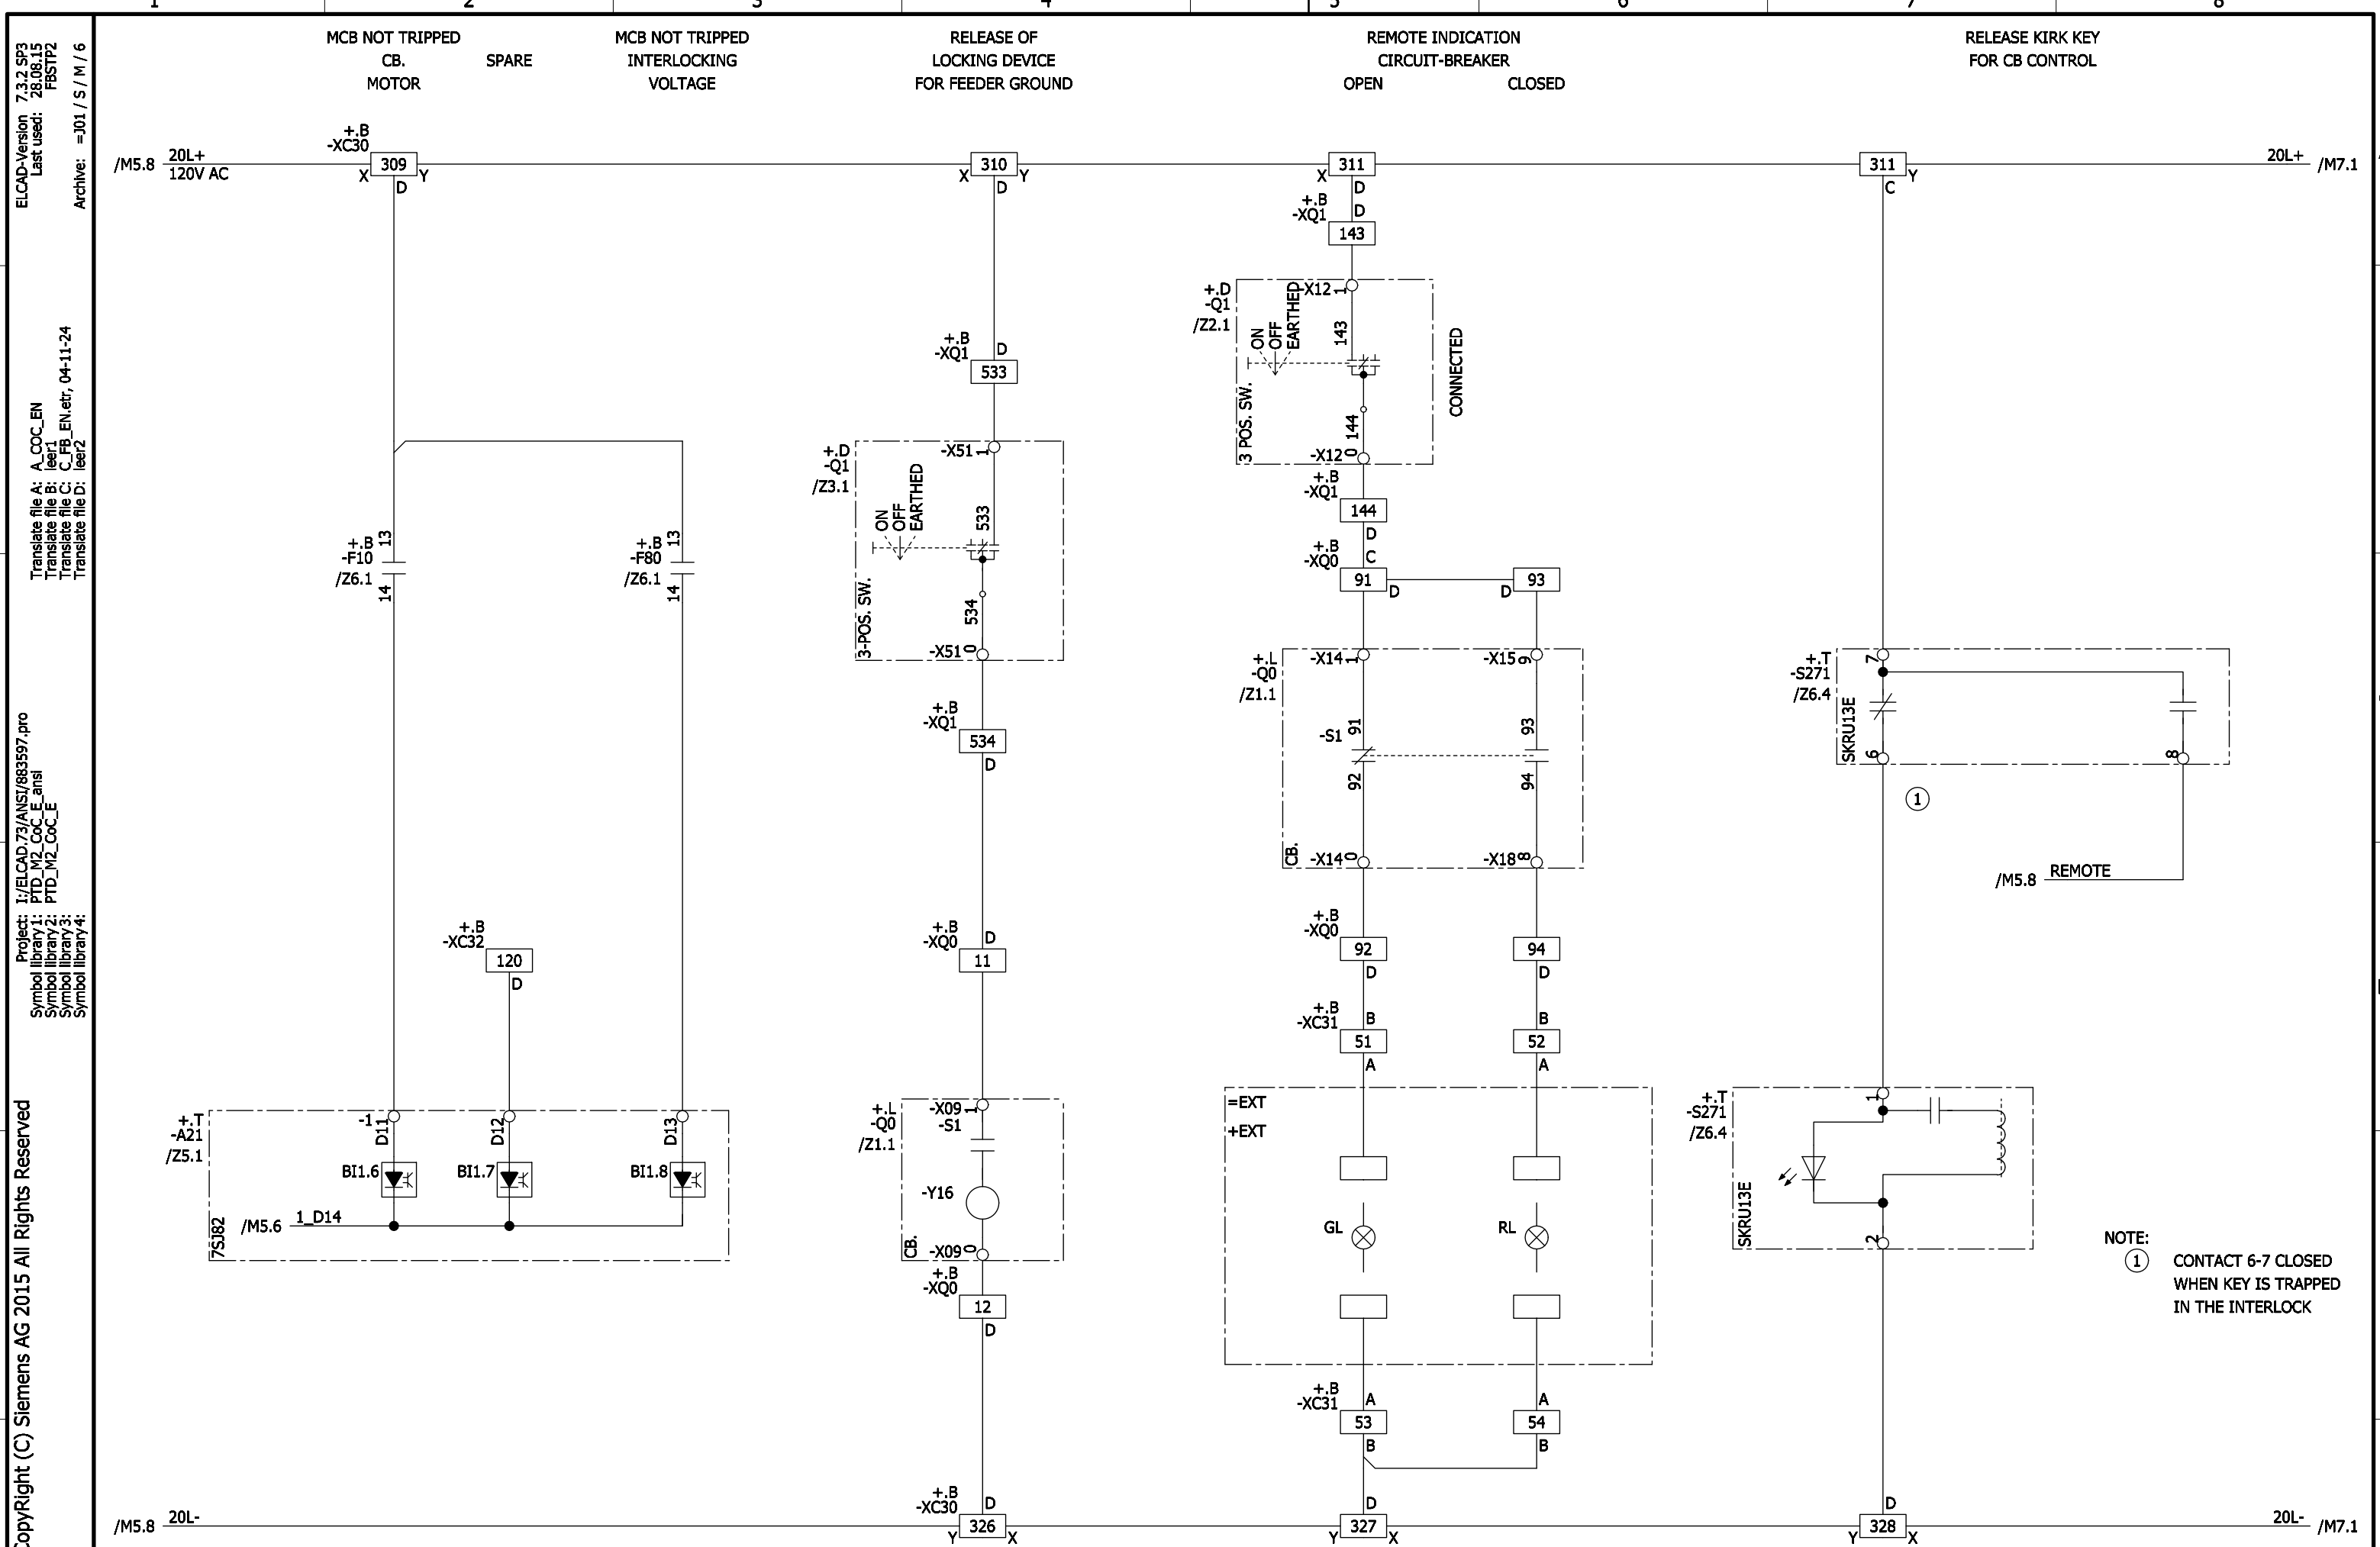 1 2 3 4 5 6 7 8
ELCAD-Version 7.3.2 SP3
Last used: 28.08.15
FBSTP2
Archive: =J01 / S / M / 6
Translate file A: A_COC_EN
Translate file B: leer1
Translate file C: C_FB_EN.etr, 04-11-24
Translate file D: leer2
Project: I:/ELCAD.73/ANSI/883597.pro
Symbol library 1: PTD_M2_CoC_E_ansi
Symbol library 2: PTD_M2_CoC_E
Symbol library 3:
Symbol library 4:
CopyRight (C) Siemens AG 2015 All Rights Reserved
MCB NOT TRIPPED
CB.
MOTOR
SPARE
MCB NOT TRIPPED
INTERLOCKING
VOLTAGE
RELEASE OF
LOCKING DEVICE
FOR FEEDER GROUND
REMOTE INDICATION
CIRCUIT-BREAKER
OPEN CLOSED
RELEASE KIRK KEY
FOR CB CONTROL
/M5.8 20L+
120V AC
+.B
-XC30
309
X Y
D
310
X Y
D
311
X
D
311
Y
C
20L+ /M7.1
+.B
-F10
/Z6.1
13
14
+.B
-F80
/Z6.1
13
14
+.B
-XC32
120
D
+.T
-A21
/Z5.1
-1
D11
D12
D13
BI1.6
BI1.7
BI1.8
/M5.6 1_D14
7SJ82
+.B
-XQ1
D
533
+.D
-Q1
/Z3.1
-X51 1
ON
OFF
EARTHED
533
534
3-POS. SW.
-X51 0
+.B
-XQ1
534
D
+.B
-XQ0
D
11
+.L
-Q0
/Z1.1
-X09 1
-S1
-Y16
CB.
-X09 0
+.B
-XQ0
12
D
+.B
-XQ1
D
143
+.D
-Q1
/Z2.1
-X12 1
ON
OFF
EARTHED
143
144
3 POS. SW.
CONNECTED
-X12 0
+.B
-XQ1
144
D
+.B
-XQ0
C
91
D
93
D
+.L
-Q0
/Z1.1
-X14 1
-X15 9
-S1
91
92
93
94
CB.
-X14 0
-X18 8
+.B
-XQ0
92
D
94
D
+.B
-XC31
B
51
A
B
52
A
=EXT
+EXT
GL
RL
+.B
-XC31
A
53
B
A
54
B
+.T
-S271
/Z6.4
7
6
8
SKRU13E
1
/M5.8 REMOTE
+.T
-S271
/Z6.4
1
2
SKRU13E
NOTE:
1 CONTACT 6-7 CLOSED
WHEN KEY IS TRAPPED
IN THE INTERLOCK
/M5.8 20L-
+.B
-XC30
D
326
Y X
D
327
Y X
D
328
Y X
20L- /M7.1